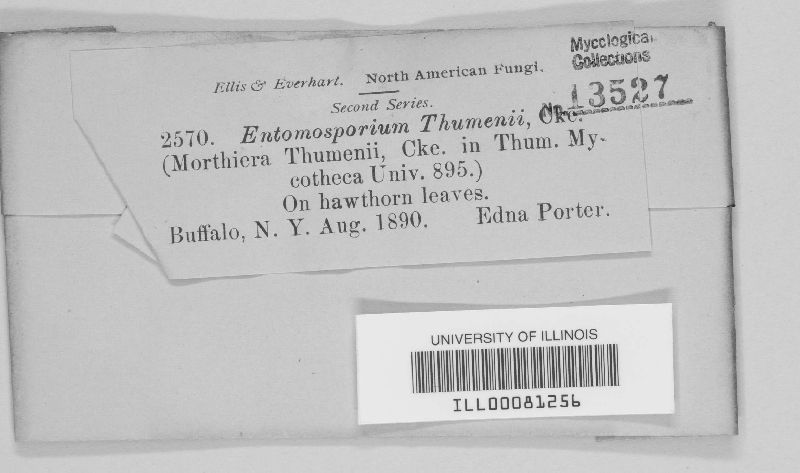 Mycological
Collections
No 13527
Ellis & Everhart. North American Fungi.
Second Series.
2570. Entomosporium Thumenii, Cke.
(Morthiera Thumenii, Cke. in Thum. My-
cotheca Univ. 895.)
On hawthorn leaves.
Buffalo, N. Y. Aug. 1890. Edna Porter.
UNIVERSITY OF ILLINOIS
ILL00081256